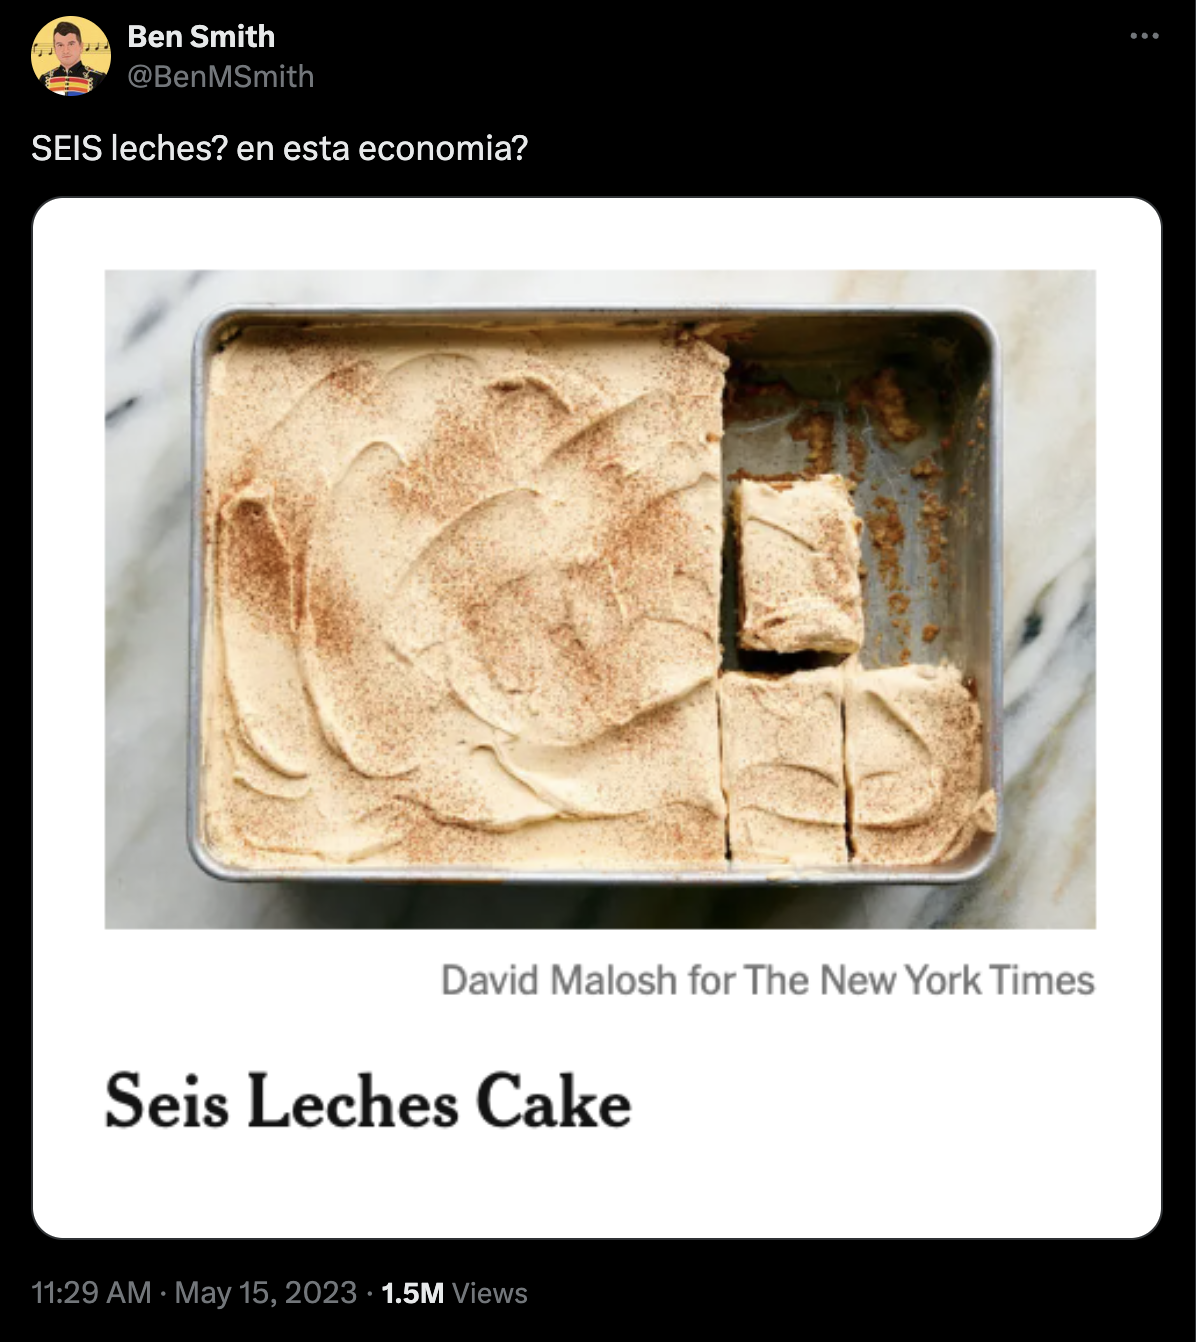 Ben Smith
@BenMSmith
SEIS leches? en esta economia?
David Malosh for The New York Times
Seis Leches Cake
11:29 AM · May 15, 2023 · 1.5M Views